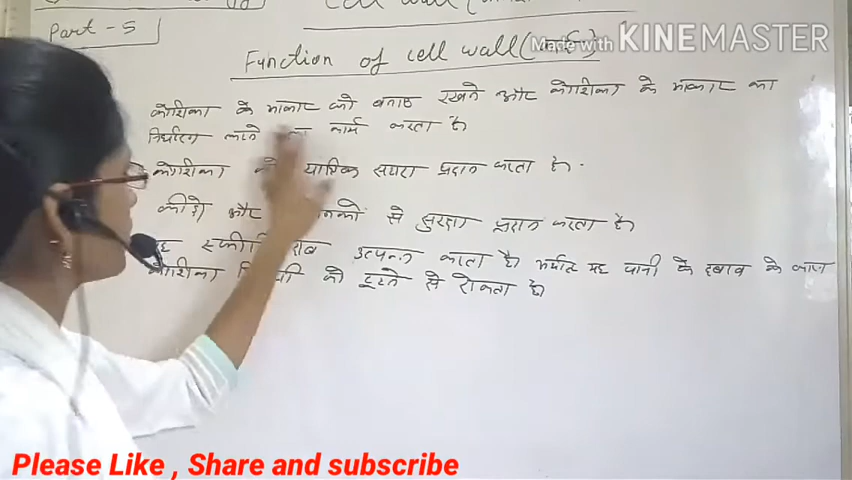 Cell wall
Part - 5
Function of cell wall (कार्य)
Made with KINEMASTER
कोशिका के आकार को बनाए रखने और कोशिका के आकार का
निर्धारण करने का कार्य करता है
कोशिका को यांत्रिक सहारा प्रदान करता है।
कीड़ो और से सुरक्षा प्रदान करता है
उत्पन्न करता है अर्थात यह पानी के दबाव के कारण
कोशिका को टूटने से रोकता है
Please Like , Share and subscribe